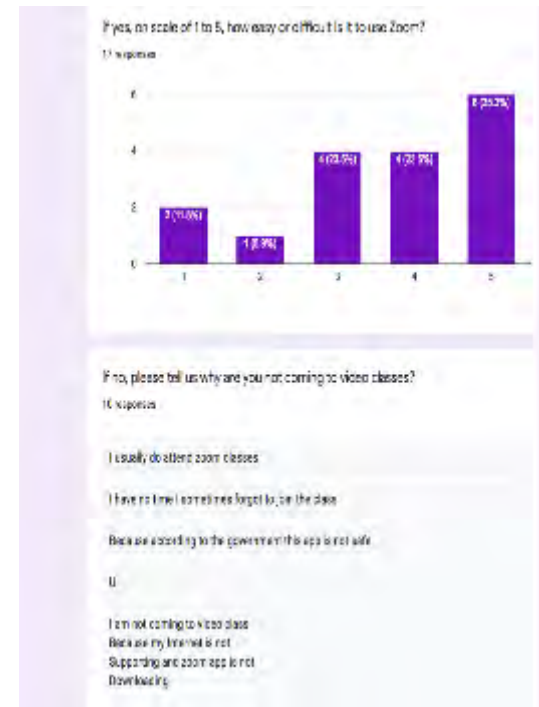 If yes, on scale of 1 to 5, how easy or difficult is it to use Zoom?
17 responses
6
4
2
0
2 (11.8%)
1 (5.9%)
4 (23.5%)
4 (23.5%)
6 (35.3%)
1
2
3
4
5
If no, please tell us why are you not coming to video classes?
10 responses
I usually do attend zoom classes
I have no time I sometimes forgot to join the class
Because according to the government this app is not safe
I am not coming to video class
Because my Internet is not
Supporting and zoom app is not
Downloading